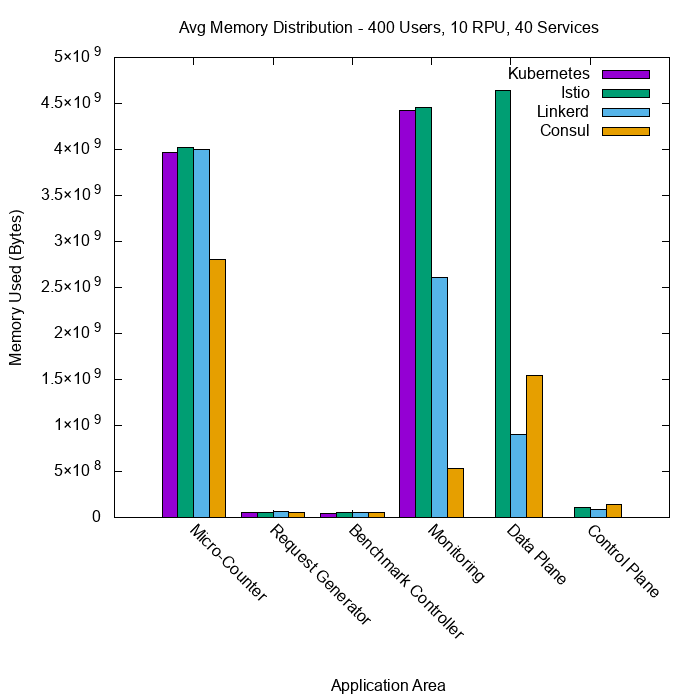 Avg Memory Distribution - 400 Users, 10 RPU, 40 Services
Memory Used (Bytes)
5×10⁹
4.5×10⁹
4×10⁹
3.5×10⁹
3×10⁹
2.5×10⁹
2×10⁹
1.5×10⁹
1×10⁹
5×10⁸
0
Kubernetes
Istio
Linkerd
Consul
Micro-Counter
Request Generator
Benchmark Controller
Monitoring
Data Plane
Control Plane
Application Area